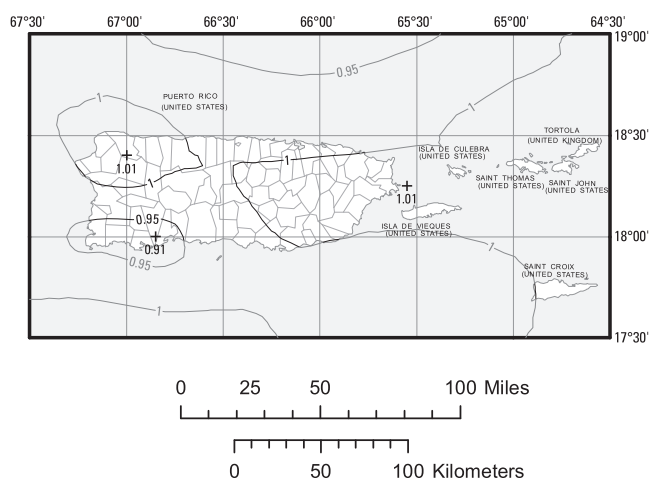 67°30' 67°00' 66°30' 66°00' 65°30' 65°00' 64°30'
19°00'
0.95
1
1
PUERTO RICO
(UNITED STATES)
18°30'
TORTOLA
(UNITED KINGDOM)
ISLA DE CULEBRA
(UNITED STATES)
1
1.01
SAINT THOMAS
(UNITED STATES)
SAINT JOHN
(UNITED STATES)
1
1.01
ISLA DE VIEQUES
(UNITED STATES)
0.95
18°00'
0.91
1
0.95
SAINT CROIX
(UNITED STATES)
1
17°30'
0 25 50 100 Miles
0 50 100 Kilometers